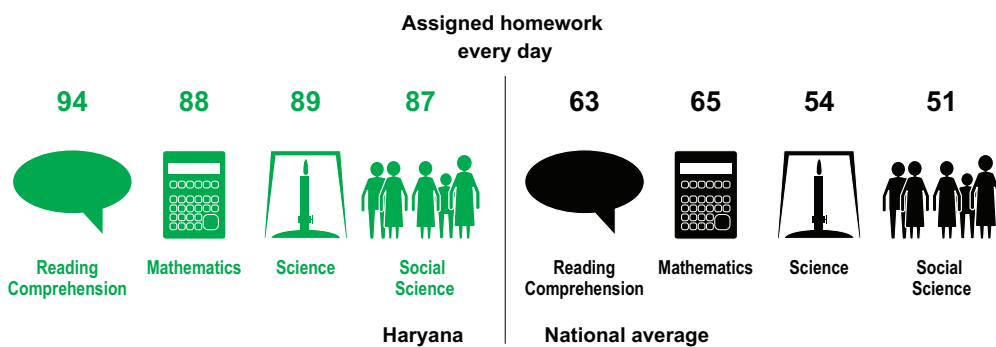 Assigned homework
every day
94 88 89 87 63 65 54 51
Reading
Comprehension
Mathematics
Science
Social
Science
Reading
Comprehension
Mathematics
Science
Social
Science
Haryana
National average